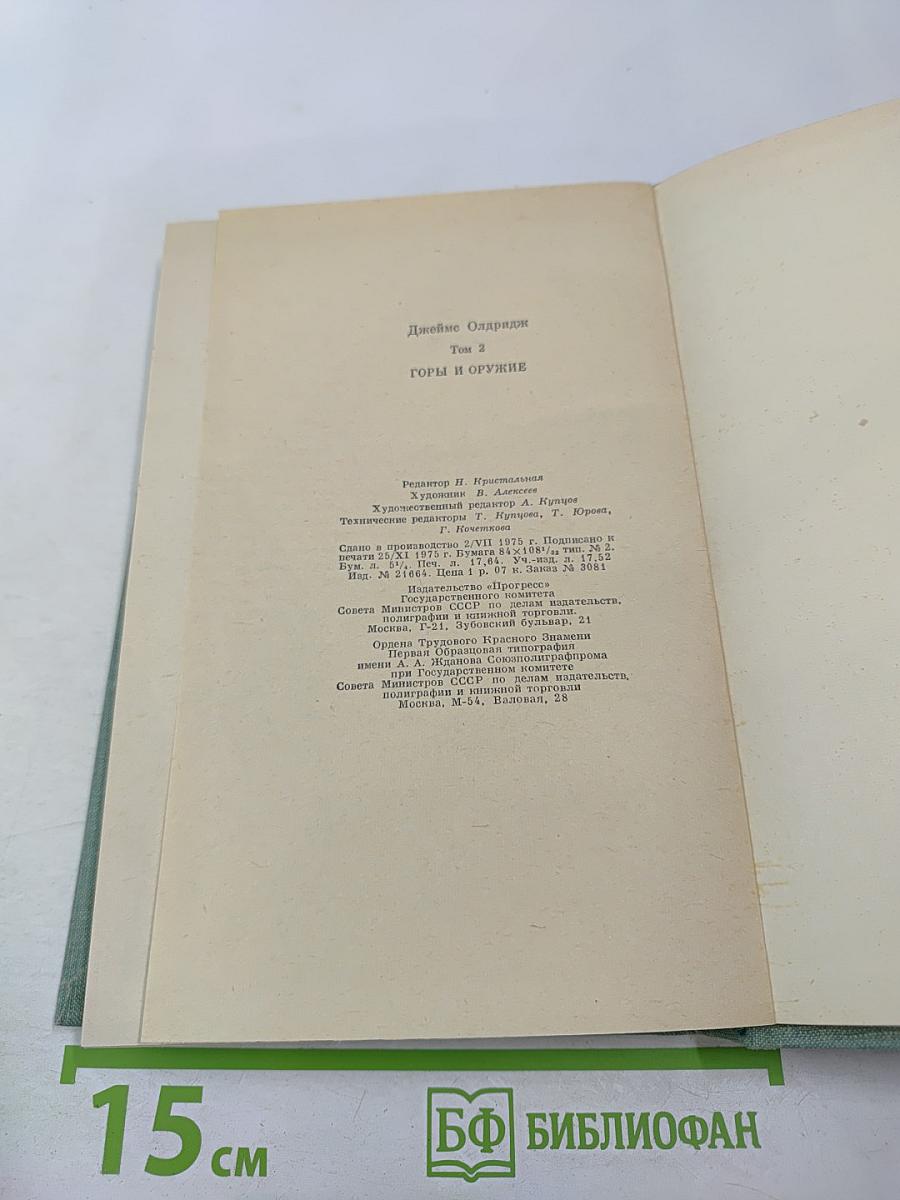 Джеймс Олдридж
Том 2
ГОРЫ И ОРУЖИЕ
Редактор Н. Кристальная
Художник В. Алексеев
Художественный редактор А. Купцов
Технические редакторы Т. Купцова, Т. Юрова,
Г. Кочеткова
Сдано в производство 2/VII 1975 г. Подписано к
печати 25/XI 1975 г. Бумага 84×108¹/₃₂ тип. № 2.
Бум. л. 5¹/₄. Печ. л. 17,64. Уч.-изд. л. 17,52
Изд. № 21664. Цена 1 р. 07 к. Заказ № 3081
Издательство «Прогресс»
Государственного комитета
Совета Министров СССР по делам издательств,
полиграфии и книжной торговли.
Москва, Г-21, Зубовский бульвар, 21
Ордена Трудового Красного Знамени
Первая Образцовая типография
имени А. А. Жданова Союзполиграфпрома
при Государственном комитете
Совета Министров СССР по делам издательств,
полиграфии и книжной торговли
Москва, М-54, Валовая, 28
15 см
БФ БИБЛИОФАН